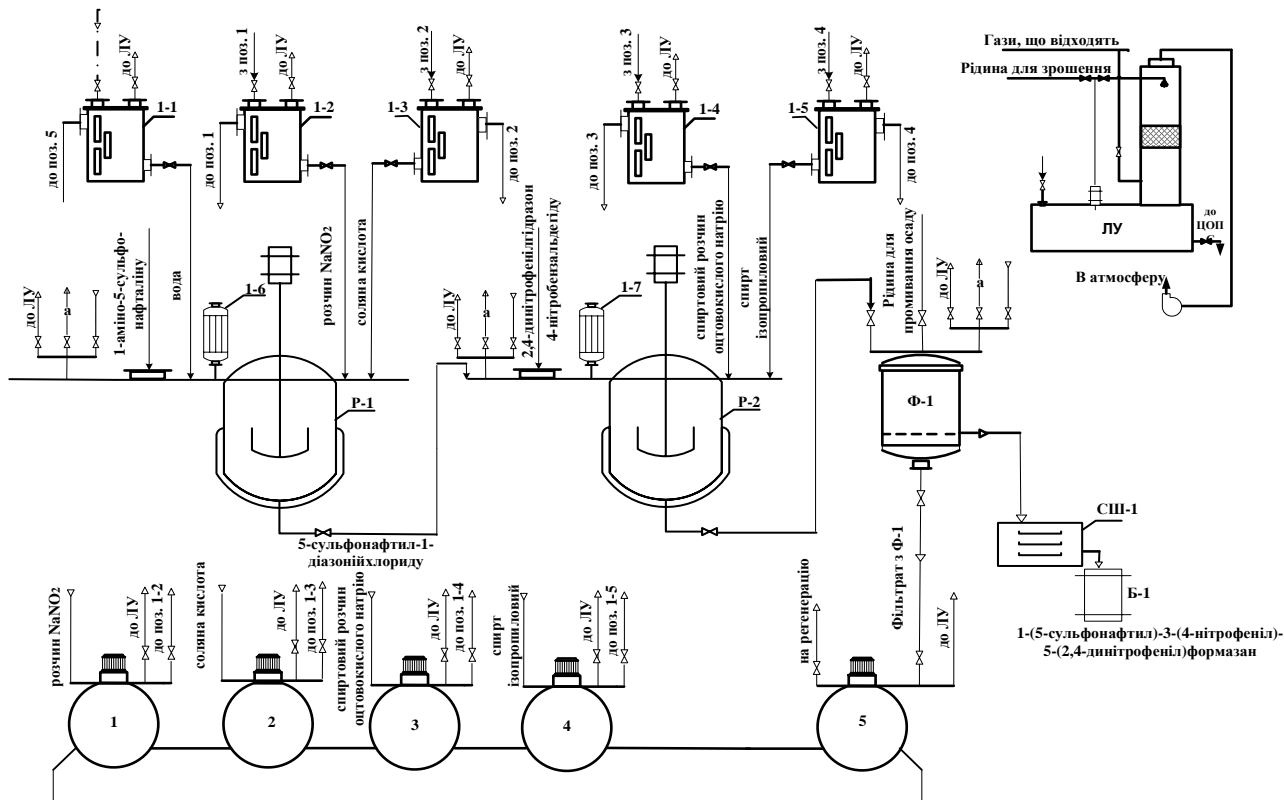 до ЛУ
з поз. 1
до ЛУ
з поз. 2
до ЛУ
з поз. 3
до ЛУ
з поз. 4
до ЛУ
Гази, що відходять
Рідина для зрошення
1-1
1-2
1-3
1-4
1-5
до поз. 5
до поз. 1
до поз. 2
до поз. 3
до поз. 4
ЛУ
до
ЦОП
С
В атмосферу
1-аміно-5-сульфо-
нафталіну
вода
розчин NaNO2
соляна кислота
2,4-динітрофенілгідразон
4-нітробензальдегіду
спиртовий розчин
оцтовокислого натрію
спирт
ізопропиловий
Рідина для
промивання осаду
до ЛУ
а
1-6
до ЛУ
а
1-7
до ЛУ
а
Р-1
Р-2
Ф-1
5-сульфонафтил-1-
діазонійхлориду
СШ-1
Б-1
1-(5-сульфонафтил)-3-(4-нітрофеніл)-
5-(2,4-динітрофеніл)формазан
розчин NaNO2
до ЛУ
до поз. 1-2
соляна кислота
до ЛУ
до поз. 1-3
спиртовий розчин
оцтовокислого натрію
до ЛУ
до поз. 1-4
спирт
ізопропиловий
до ЛУ
до поз. 1-5
на регенерацію
Фільтрат з Ф-1
до ЛУ
1
2
3
4
5